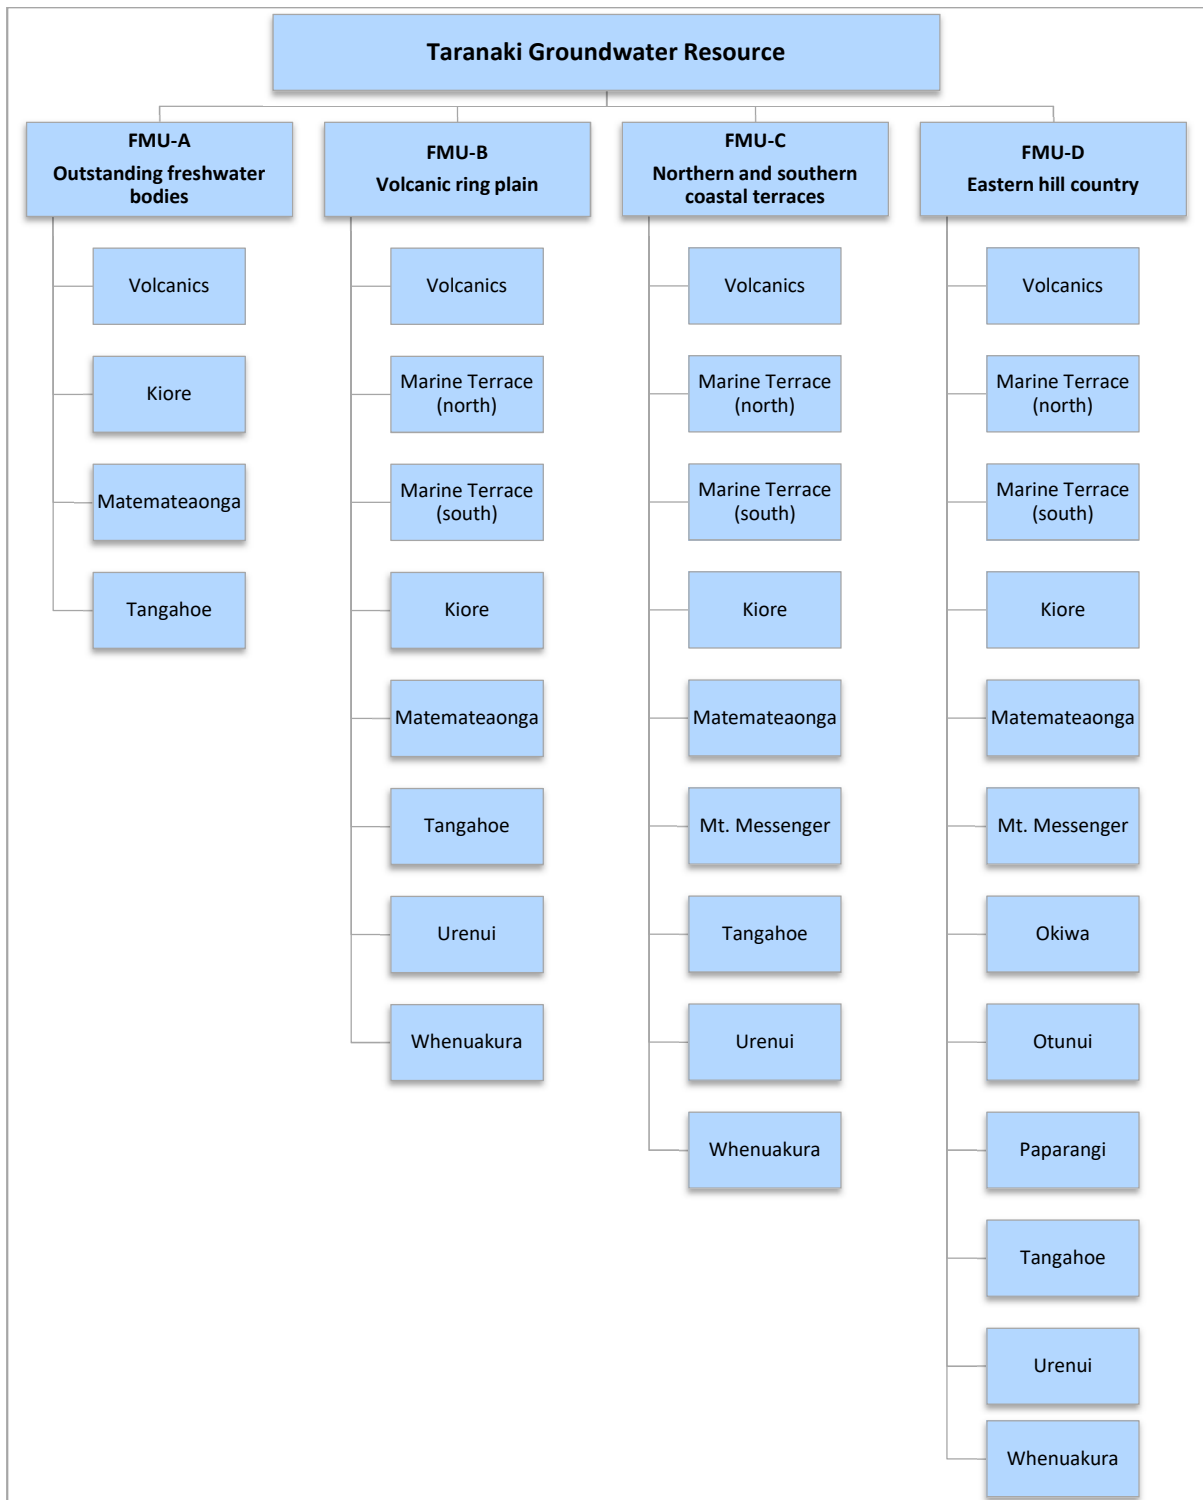 Taranaki Groundwater Resource
FMU-A
Outstanding freshwater
bodies
Volcanics
Kiore
Matemateaonga
Tangahoe
FMU-B
Volcanic ring plain
Volcanics
Marine Terrace
(north)
Marine Terrace
(south)
Kiore
Matemateaonga
Tangahoe
Urenui
Whenuakura
FMU-C
Northern and southern
coastal terraces
Volcanics
Marine Terrace
(north)
Marine Terrace
(south)
Kiore
Matemateaonga
Mt. Messenger
Tangahoe
Urenui
Whenuakura
FMU-D
Eastern hill country
Volcanics
Marine Terrace
(north)
Marine Terrace
(south)
Kiore
Matemateaonga
Mt. Messenger
Okiwa
Otunui
Paparangi
Tangahoe
Urenui
Whenuakura